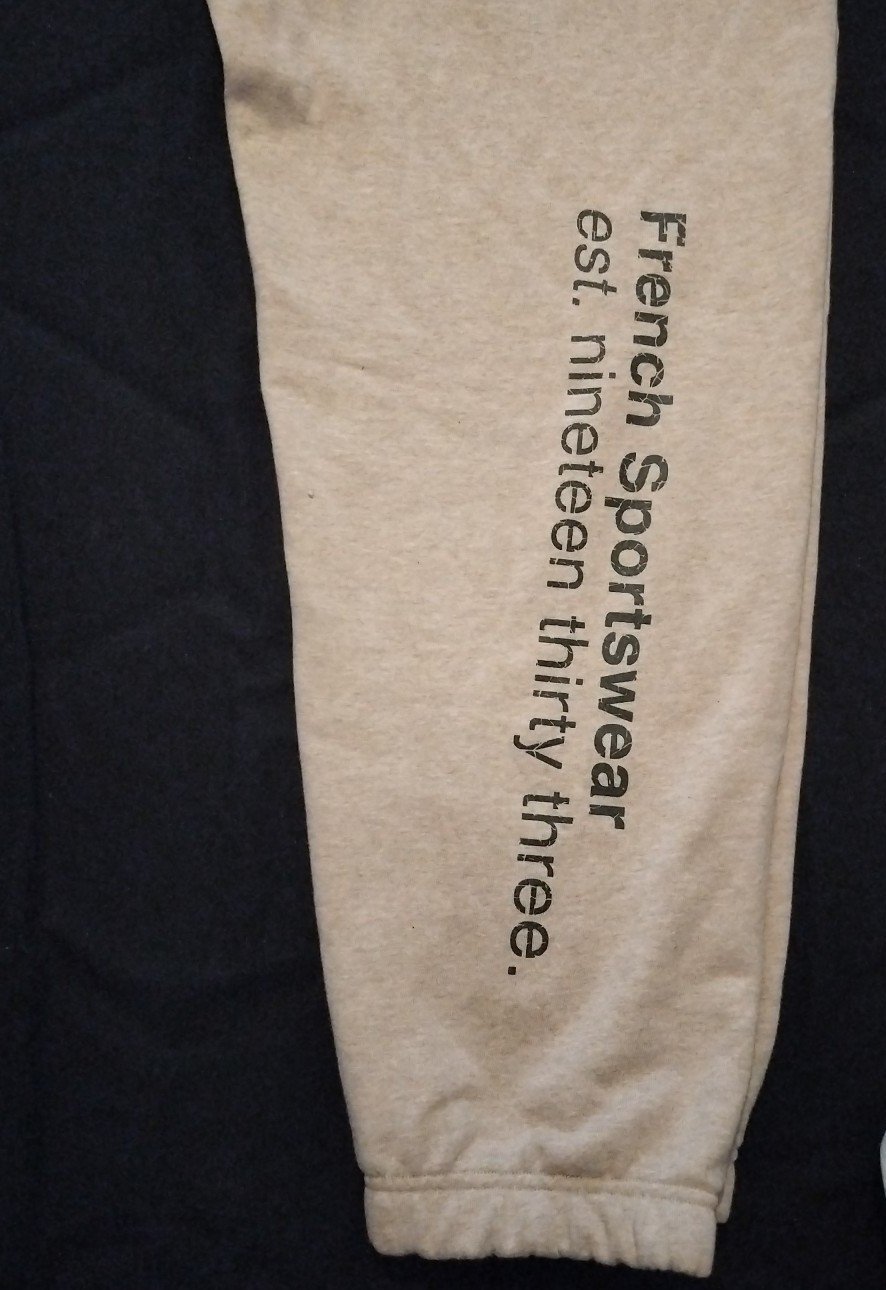 French Sportswear
est. nineteen thirty three.